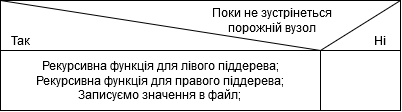 Поки не зустрінеться
порожній вузол
Так
Ні
Рекурсивна функція для лівого піддерева;
Рекурсивна функція для правого піддерева;
Записуємо значення в файл;